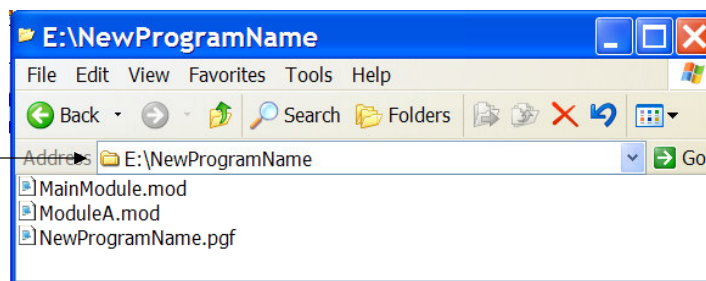 E:\NewProgramName
File Edit View Favorites Tools Help
Back Search Folders
Address E:\NewProgramName Go
MainModule.mod
ModuleA.mod
NewProgramName.pgf